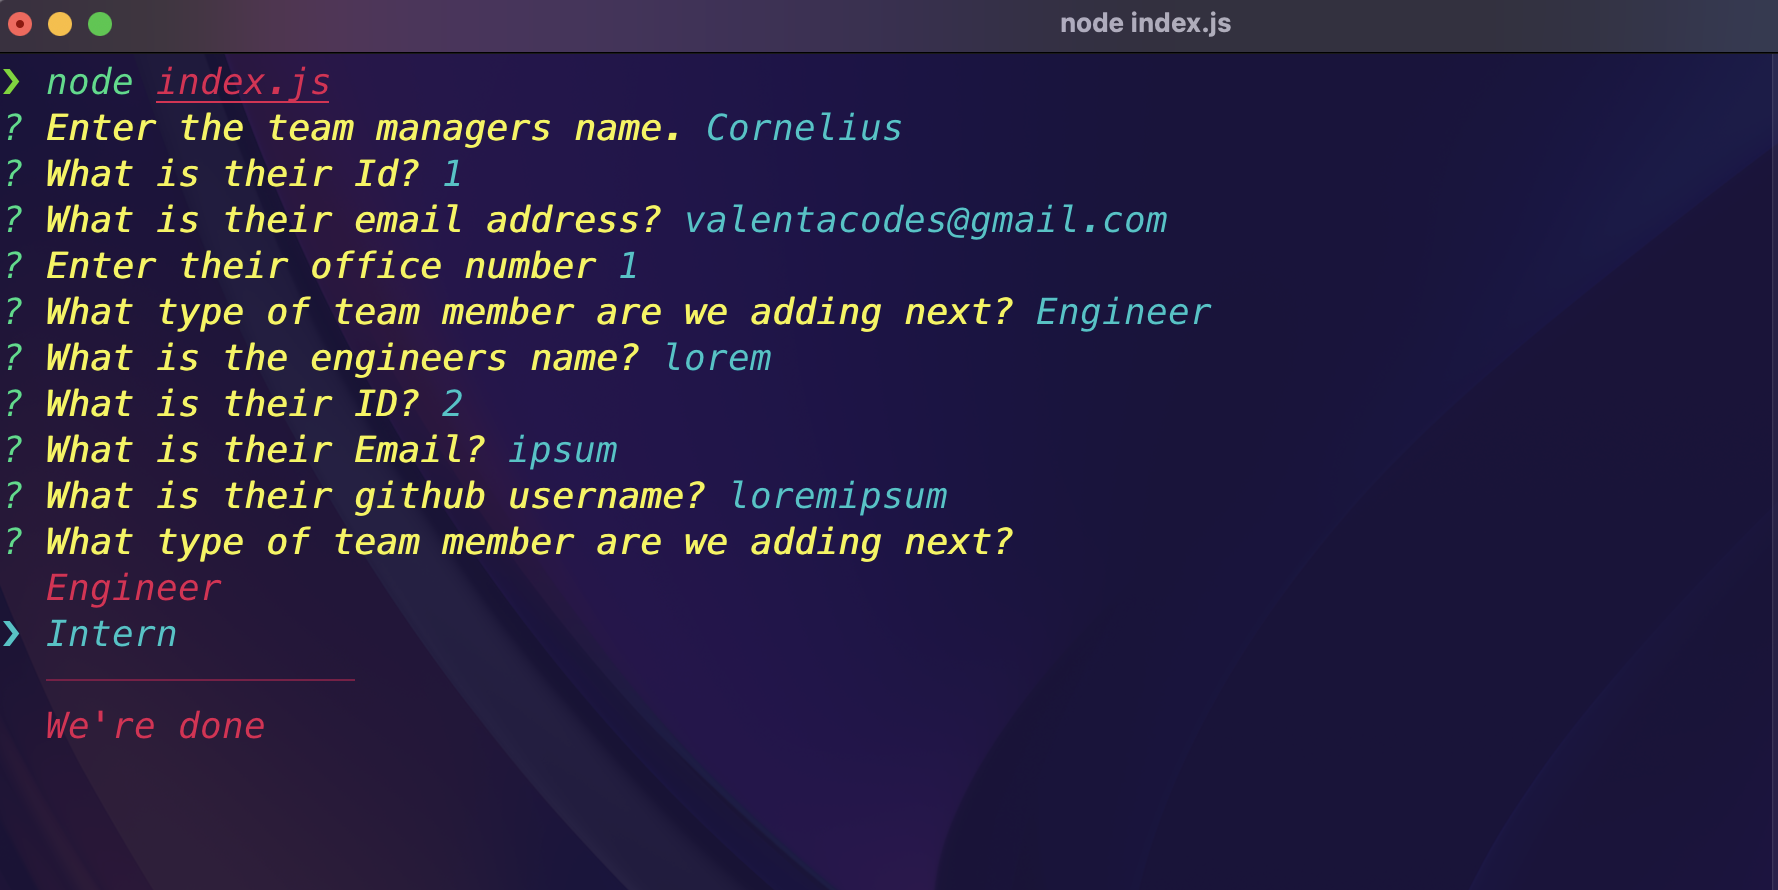 node index.js
❯ node index.js
? Enter the team managers name. Cornelius
? What is their Id? 1
? What is their email address? valentacodes@gmail.com
? Enter their office number 1
? What type of team member are we adding next? Engineer
? What is the engineers name? lorem
? What is their ID? 2
? What is their Email? ipsum
? What is their github username? loremipsum
? What type of team member are we adding next?
Engineer
❯ Intern
──────────────
We're done